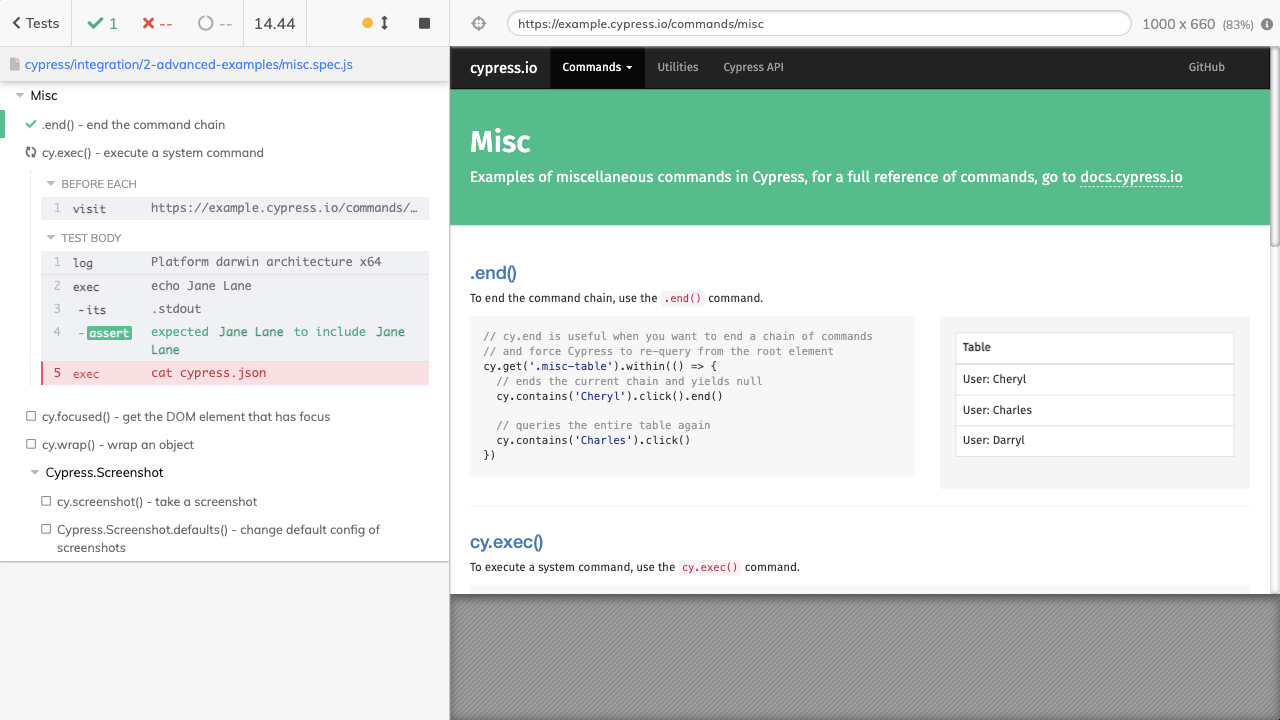 Tests
1
--
--
14.44
https://example.cypress.io/commands/misc
1000 x 660 (83%)
cypress/integration/2-advanced-examples/misc.spec.js
Misc
.end() - end the command chain
cy.exec() - execute a system command
BEFORE EACH
1 visit https://example.cypress.io/commands/…
TEST BODY
1 log Platform darwin architecture x64
2 exec echo Jane Lane
3 -its .stdout
4 -assert expected Jane Lane to include Jane
Lane
5 exec cat cypress.json
cy.focused() - get the DOM element that has focus
cy.wrap() - wrap an object
Cypress.Screenshot
cy.screenshot() - take a screenshot
Cypress.Screenshot.defaults() - change default config of
screenshots
cypress.io Commands Utilities Cypress API GitHub
Misc
Examples of miscellaneous commands in Cypress, for a full reference of commands, go to docs.cypress.io
.end()
To end the command chain, use the .end() command.
// cy.end is useful when you want to end a chain of commands
// and force Cypress to re-query from the root element
cy.get('.misc-table').within(() => {
// ends the current chain and yields null
cy.contains('Cheryl').click().end()
// queries the entire table again
cy.contains('Charles').click()
})
Table
User: Cheryl
User: Charles
User: Darryl
cy.exec()
To execute a system command, use the cy.exec() command.